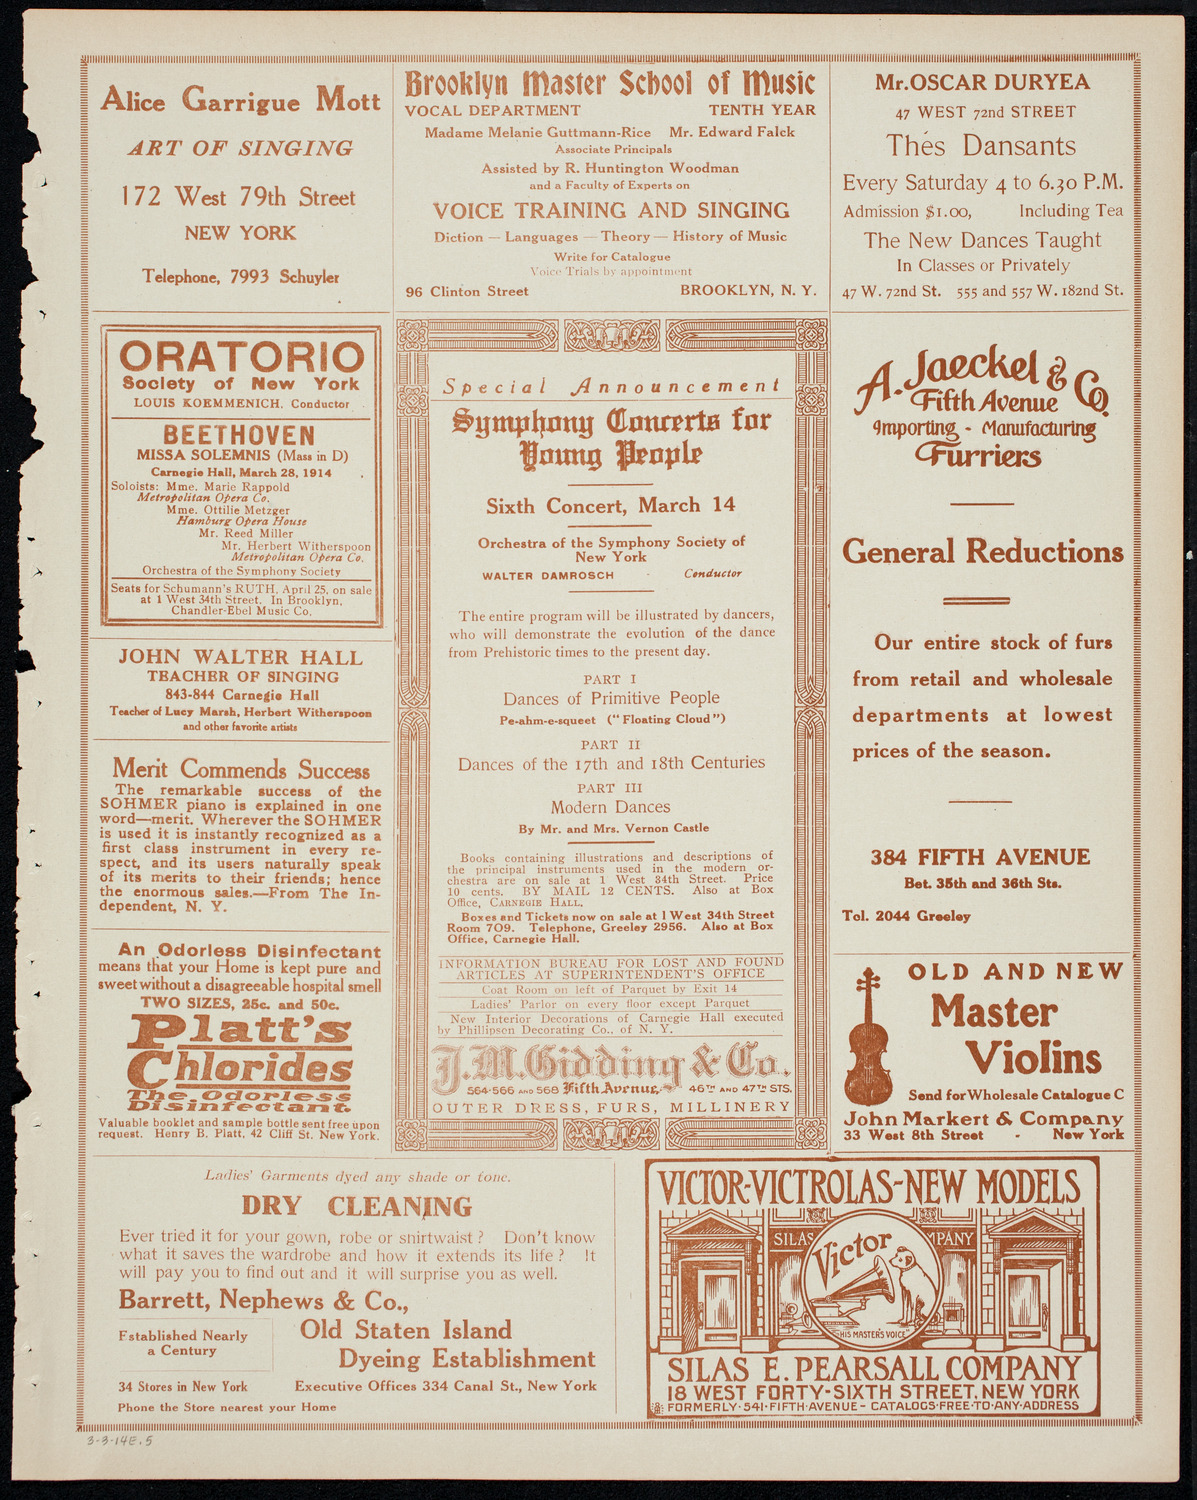 Alice Garrigue Mott
ART OF SINGING
172 West 79th Street
NEW YORK
Telephone, 7993 Schuyler
Brooklyn Master School of Music
VOCAL DEPARTMENT TENTH YEAR
Madame Melanie Guttmann-Rice Mr. Edward Falck
Associate Principals
Assisted by R. Huntington Woodman
and a Faculty of Experts on
VOICE TRAINING AND SINGING
Diction — Languages — Theory — History of Music
Write for Catalogue
Voice Trials by appointment
96 Clinton Street BROOKLYN, N. Y.
Mr. OSCAR DURYEA
47 WEST 72nd STREET
Thés Dansants
Every Saturday 4 to 6.30 P.M.
Admission $1.00, Including Tea
The New Dances Taught
In Classes or Privately
47 W. 72nd St. 555 and 557 W. 182nd St.
ORATORIO
Society of New York
LOUIS KOEMMENICH, Conductor
BEETHOVEN
MISSA SOLEMNIS (Mass in D)
Carnegie Hall, March 28, 1914
Soloists: Mme. Marie Rappold
Metropolitan Opera Co.
Mme. Ottilie Metzger
Hamburg Opera House
Mr. Reed Miller
Mr. Herbert Witherspoon
Metropolitan Opera Co.
Orchestra of the Symphony Society
Seats for Schumann's RUTH, April 25, on sale
at 1 West 34th Street. In Brooklyn,
Chandler-Ebel Music Co.
JOHN WALTER HALL
TEACHER OF SINGING
843-844 Carnegie Hall
Teacher of Lucy Marsh, Herbert Witherspoon
and other favorite artists
Merit Commends Success
The remarkable success of the
SOHMER piano is explained in one
word—merit. Wherever the SOHMER
is used it is instantly recognized as a
first class instrument in every re-
spect, and its users naturally speak
of its merits to their friends; hence
the enormous sales.—From The In-
dependent, N. Y.
An Odorless Disinfectant
means that your Home is kept pure and
sweet without a disagreeable hospital smell
TWO SIZES, 25c. and 50c.
Platt's
Chlorides
The Odorless
Disinfectant.
Valuable booklet and sample bottle sent free upon
request. Henry B. Platt, 42 Cliff St. New York.
Special Announcement
Symphony Concerts for
Young People
Sixth Concert, March 14
Orchestra of the Symphony Society of
New York
WALTER DAMROSCH - Conductor
The entire program will be illustrated by dancers,
who will demonstrate the evolution of the dance
from Prehistoric times to the present day.
PART I
Dances of Primitive People
Pe-ahm-e-squeet ("Floating Cloud")
PART II
Dances of the 17th and 18th Centuries
PART III
Modern Dances
By Mr. and Mrs. Vernon Castle
Books containing illustrations and descriptions of
the principal instruments used in the modern or-
chestra are on sale at 1 West 34th Street. Price
10 cents. BY MAIL 12 CENTS. Also at Box
Office, CARNEGIE HALL.
Boxes and Tickets now on sale at 1 West 34th Street
Room 709. Telephone, Greeley 2956. Also at Box
Office, Carnegie Hall.
INFORMATION BUREAU FOR LOST AND FOUND
ARTICLES AT SUPERINTENDENT'S OFFICE
Coat Room on left of Parquet by Exit 14
Ladies' Parlor on every floor except Parquet
New Interior Decorations of Carnegie Hall executed
by Phillipsen Decorating Co., of N. Y.
J.M. Gidding & Co.
564-566 AND 568 Fifth Avenue, 46TH AND 47TH STS.
OUTER DRESS, FURS, MILLINERY
A. Jaeckel & Co.
Fifth Avenue
Importing - Manufacturing
Furriers
General Reductions
Our entire stock of furs
from retail and wholesale
departments at lowest
prices of the season.
384 FIFTH AVENUE
Bet. 35th and 36th Sts.
Tel. 2044 Greeley
OLD AND NEW
Master
Violins
Send for Wholesale Catalogue C
John Markert & Company
33 West 8th Street - New York
Ladies' Garments dyed any shade or tone.
DRY CLEANING
Ever tried it for your gown, robe or shirtwaist? Don't know
what it saves the wardrobe and how it extends its life? It
will pay you to find out and it will surprise you as well.
Barrett, Nephews & Co.,
Established Nearly
a Century
Old Staten Island
Dyeing Establishment
34 Stores in New York Executive Offices 334 Canal St., New York
Phone the Store nearest your Home
VICTOR-VICTROLAS-NEW MODELS
SILAS MPANY
Victor
"HIS MASTER'S VOICE"
SILAS E. PEARSALL COMPANY
18 WEST FORTY-SIXTH STREET, NEW YORK
FORMERLY·541·FIFTH·AVENUE - CATALOGS·FREE·TO·ANY·ADDRESS
3-3-14E.5